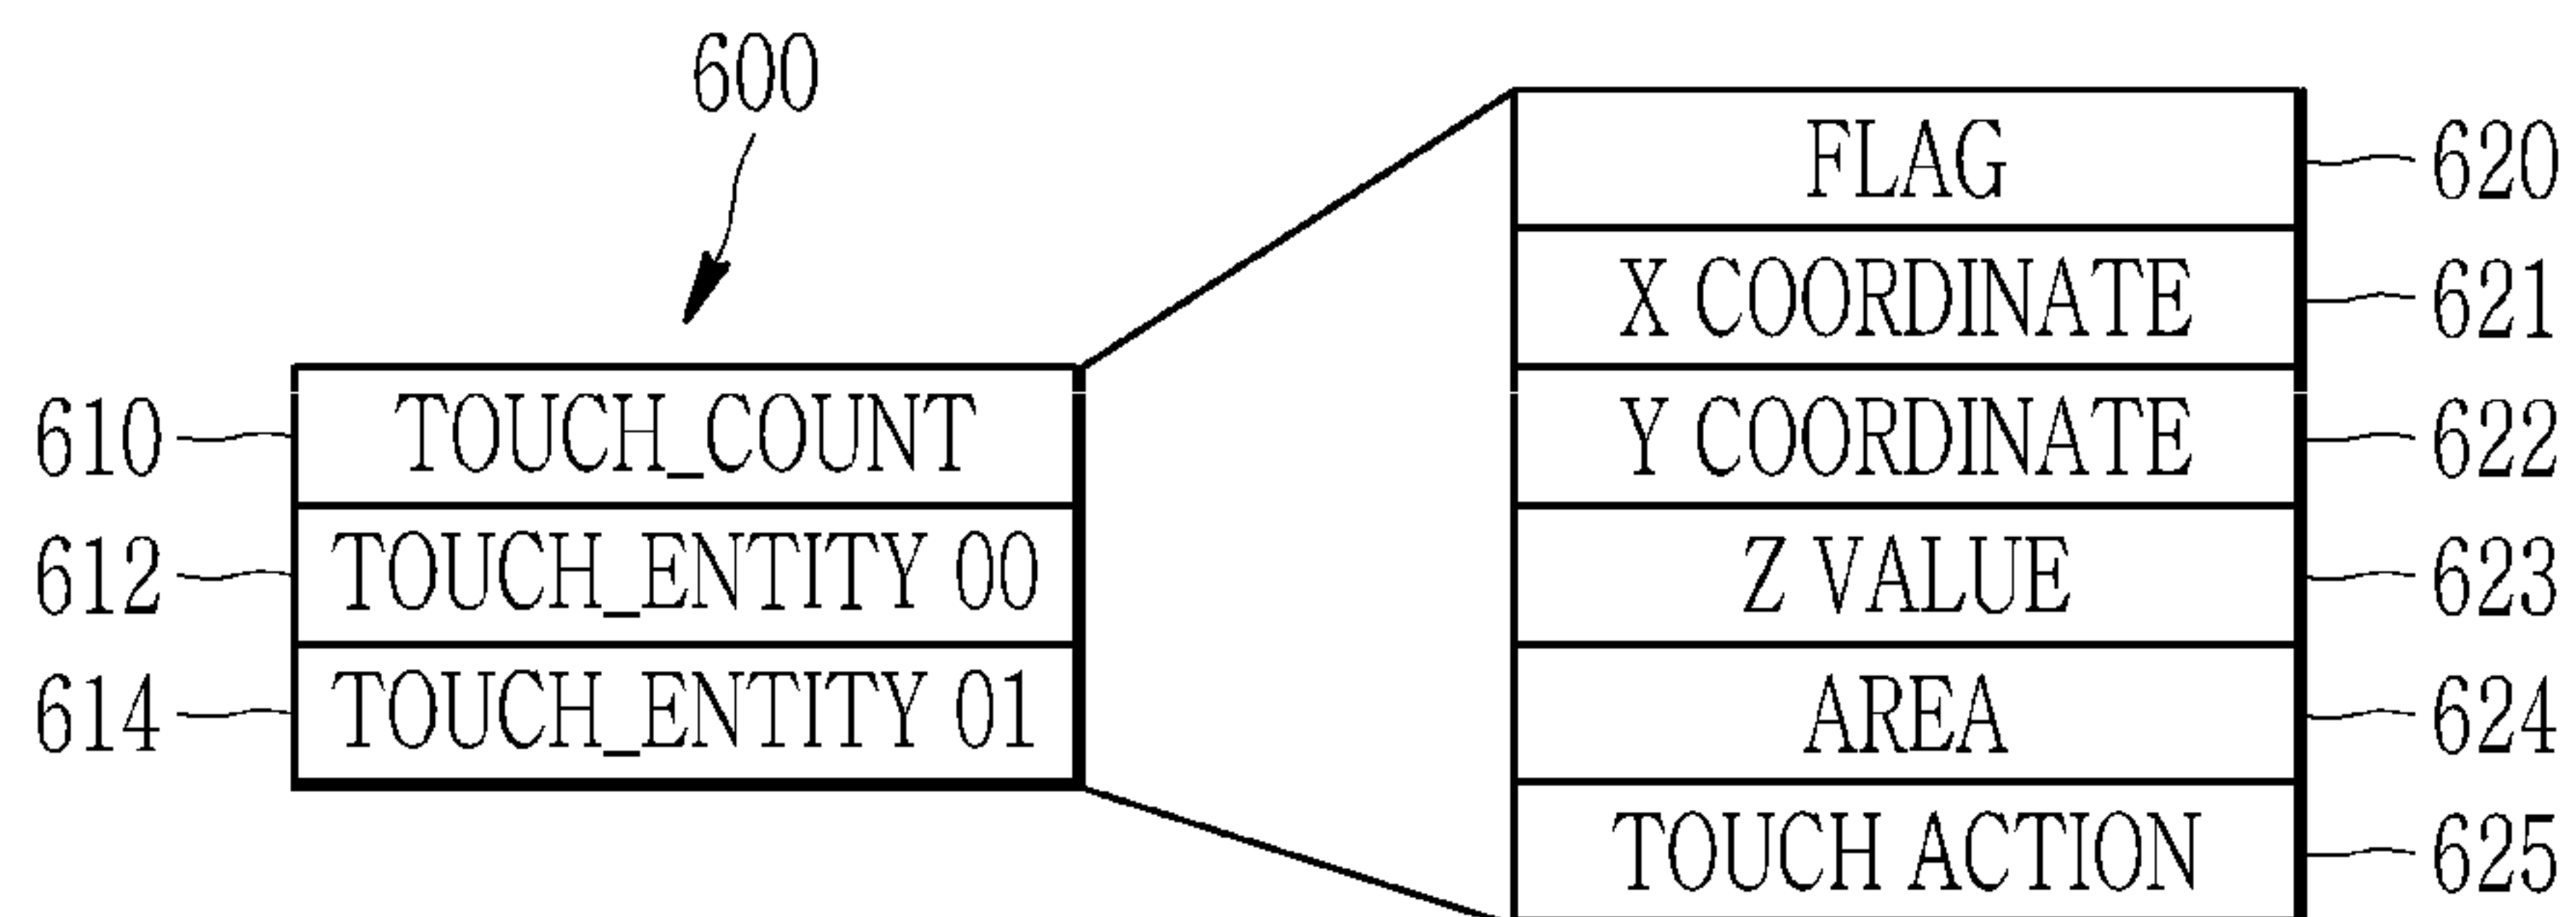 600
610 TOUCH_COUNT
612 TOUCH_ENTITY 00
614 TOUCH_ENTITY 01
FLAG 620
X COORDINATE 621
Y COORDINATE 622
Z VALUE 623
AREA 624
TOUCH ACTION 625